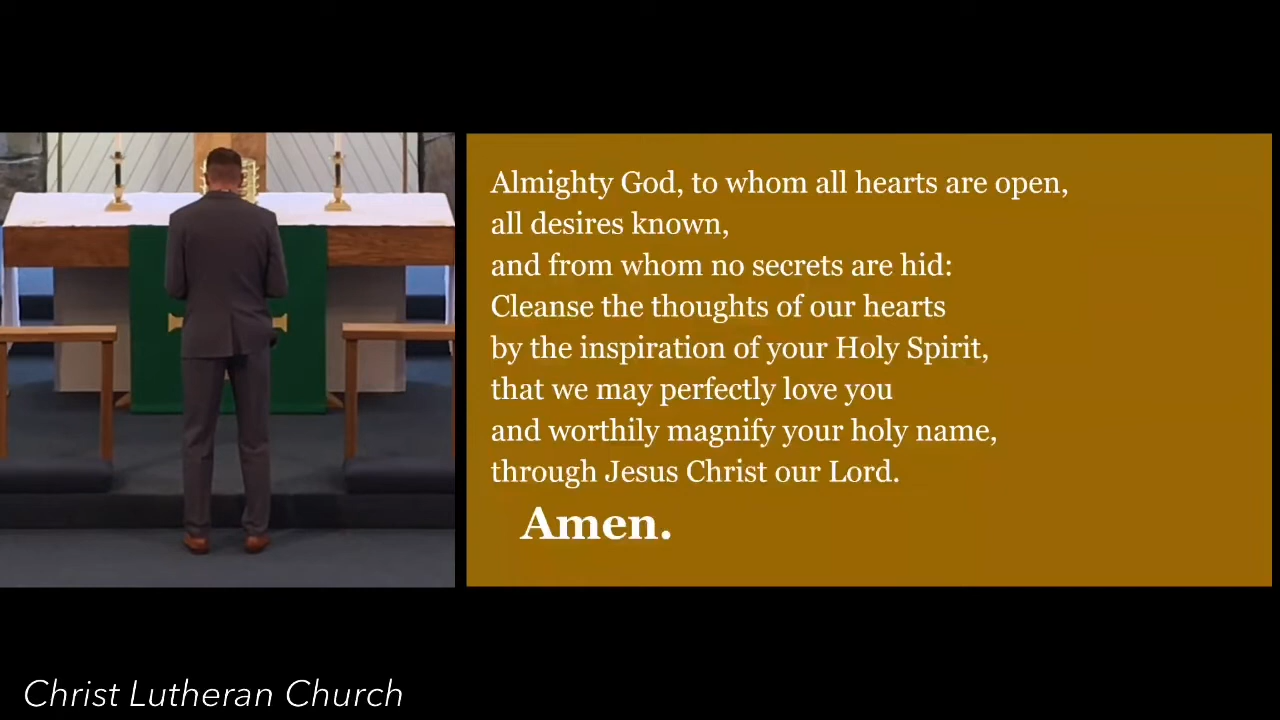 Almighty God, to whom all hearts are open,
all desires known,
and from whom no secrets are hid:
Cleanse the thoughts of our hearts
by the inspiration of your Holy Spirit,
that we may perfectly love you
and worthily magnify your holy name,
through Jesus Christ our Lord.
Amen.
Christ Lutheran Church